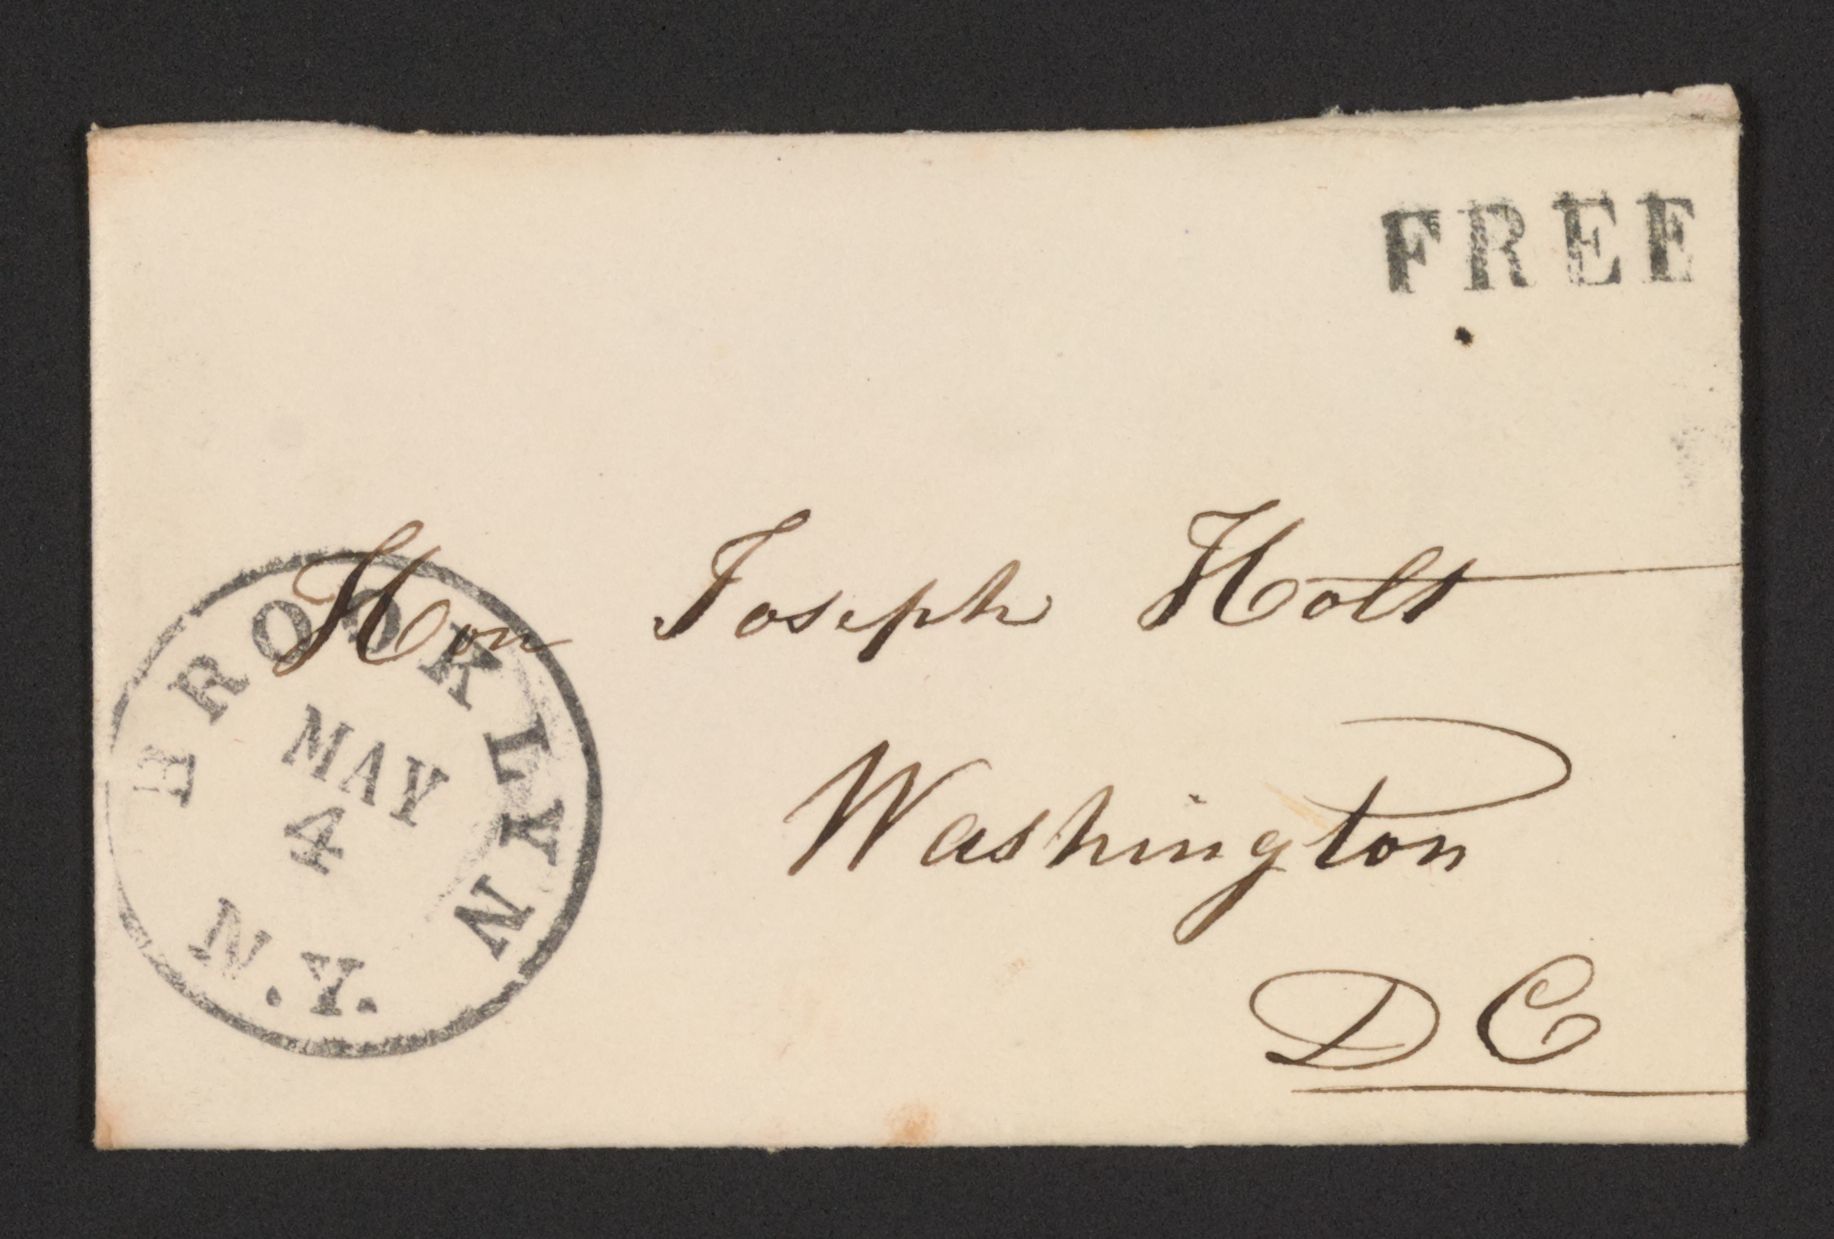 FREE
Hon Joseph Holt
Washington
D C
BROOKLYN
MAY
4
N.Y.